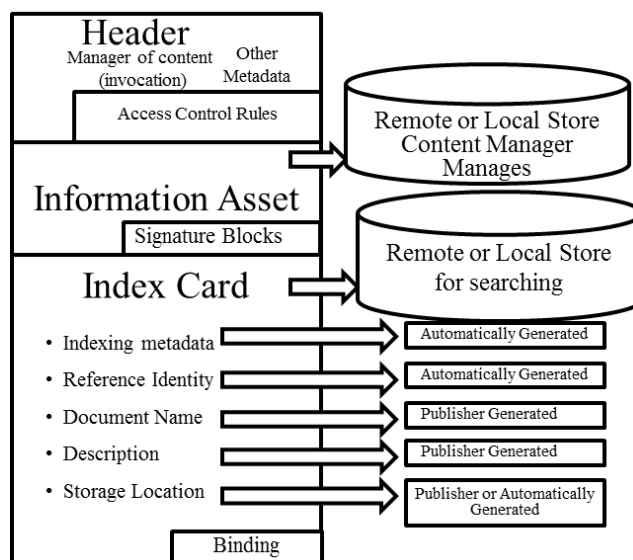 Header
Manager of content
(invocation)
Other
Metadata
Access Control Rules
Remote or Local Store
Content Manager
Manages
Information Asset
Signature Blocks
Remote or Local Store
for searching
Index Card
• Indexing metadata
Automatically Generated
• Reference Identity
Automatically Generated
• Document Name
Publisher Generated
• Description
Publisher Generated
• Storage Location
Publisher or Automatically
Generated
Binding